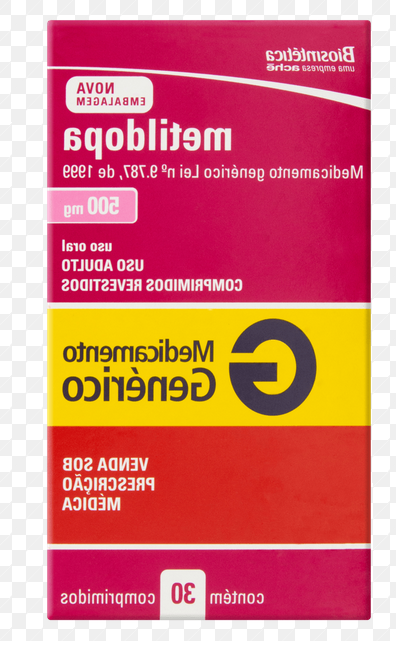 Biosintética
uma empresa achē
NOVA
EMBALAGEM
metildopa
Medicamento genérico Lei nº 9.787, de 1999
500 mg
uso oral
USO ADULTO
COMPRIMIDOS REVESTIDOS
G
Medicamento
Genérico
VENDA SOB
PRESCRIÇÃO
MÉDICA
contém 30 comprimidos